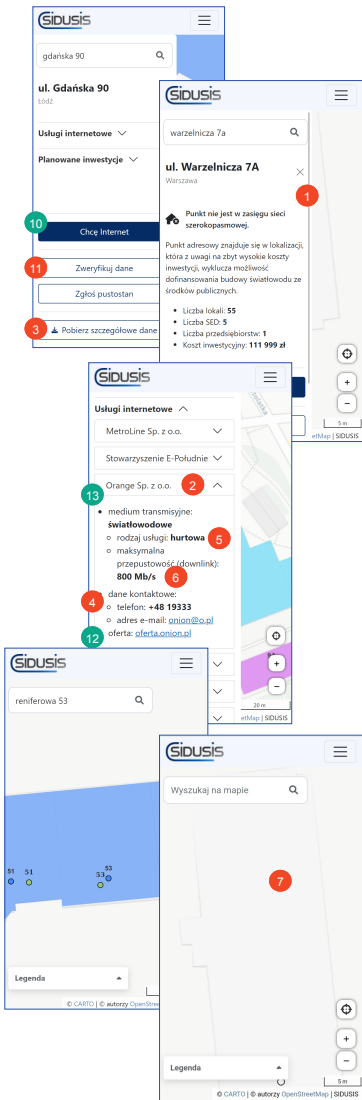 SIDUSIS
gdańska 90
ul. Gdańska 90
Łódź
Usługi internetowe
Planowane inwestycje
10
Chcę Internet
11
Zweryfikuj dane
Zgłoś pustostan
3
Pobierz szczegółowe dane
SIDUSIS
warzelnicza 7a
ul. Warzelnicza 7A
Warszawa
1
Punkt nie jest w zasięgu sieci
szerokopasmowej.
Punkt adresowy znajduje się w lokalizacji,
która z uwagi na zbyt wysokie koszty
inwestycji, wyklucza możliwość
dofinansowania budowy światłowodu ze
środków publicznych.
Liczba lokali: 55
Liczba SED: 5
Liczba przedsiębiorstw: 1
Koszt inwestycyjny: 111 999 zł
5 m
etMap | SIDUSIS
SIDUSIS
Usługi internetowe
MetroLine Sp. z o.o.
Stowarzyszenie E-Południe
Orange Sp. z o.o.
2
13
medium transmisyjne:
światłowodowe
rodzaj usługi: hurtowa
5
maksymalna
przepustowość (downlink):
800 Mb/s
6
4
dane kontaktowe:
telefon: +48 19333
adres e-mail: onion@o.pl
12
oferta: oferta.onion.pl
20 m
etMap | SIDUSIS
SIDUSIS
reniferowa 53
51 51
53
53
Legenda
© CARTO | © autorzy OpenStree
SIDUSIS
Wyszukaj na mapie
7
Legenda
5 m
© CARTO | © autorzy OpenStreetMap | SIDUSIS